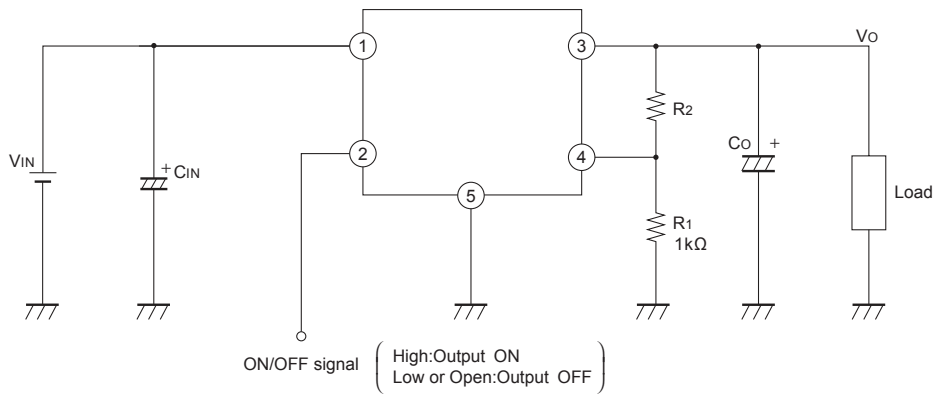 1
3
VO
R2
2
4
CO
+
VIN
+
CIN
5
Load
R1
1kΩ
ON/OFF signal
High:Output ON
Low or Open:Output OFF